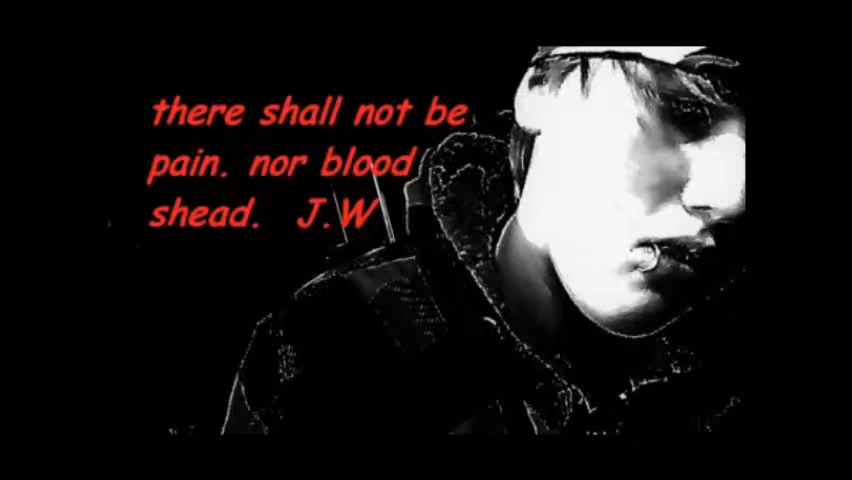 there shall not be
pain. nor blood
shead. J.W